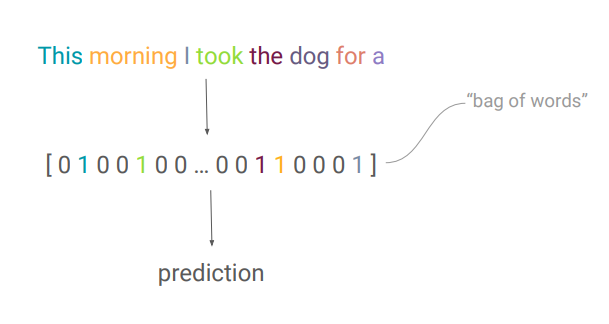 This morning I took the dog for a
“bag of words”
[ 0 1 0 0 1 0 0 ... 0 0 1 1 0 0 0 1 ]
prediction